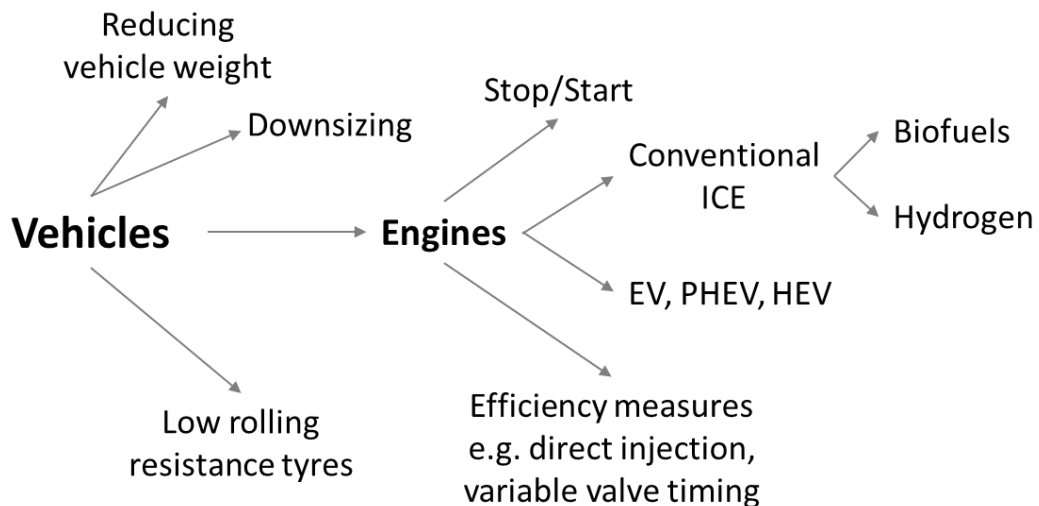 Reducing
vehicle weight
Downsizing
Stop/Start
Conventional
ICE
Biofuels
Hydrogen
Vehicles
Engines
EV, PHEV, HEV
Low rolling
resistance tyres
Efficiency measures
e.g. direct injection,
variable valve timing